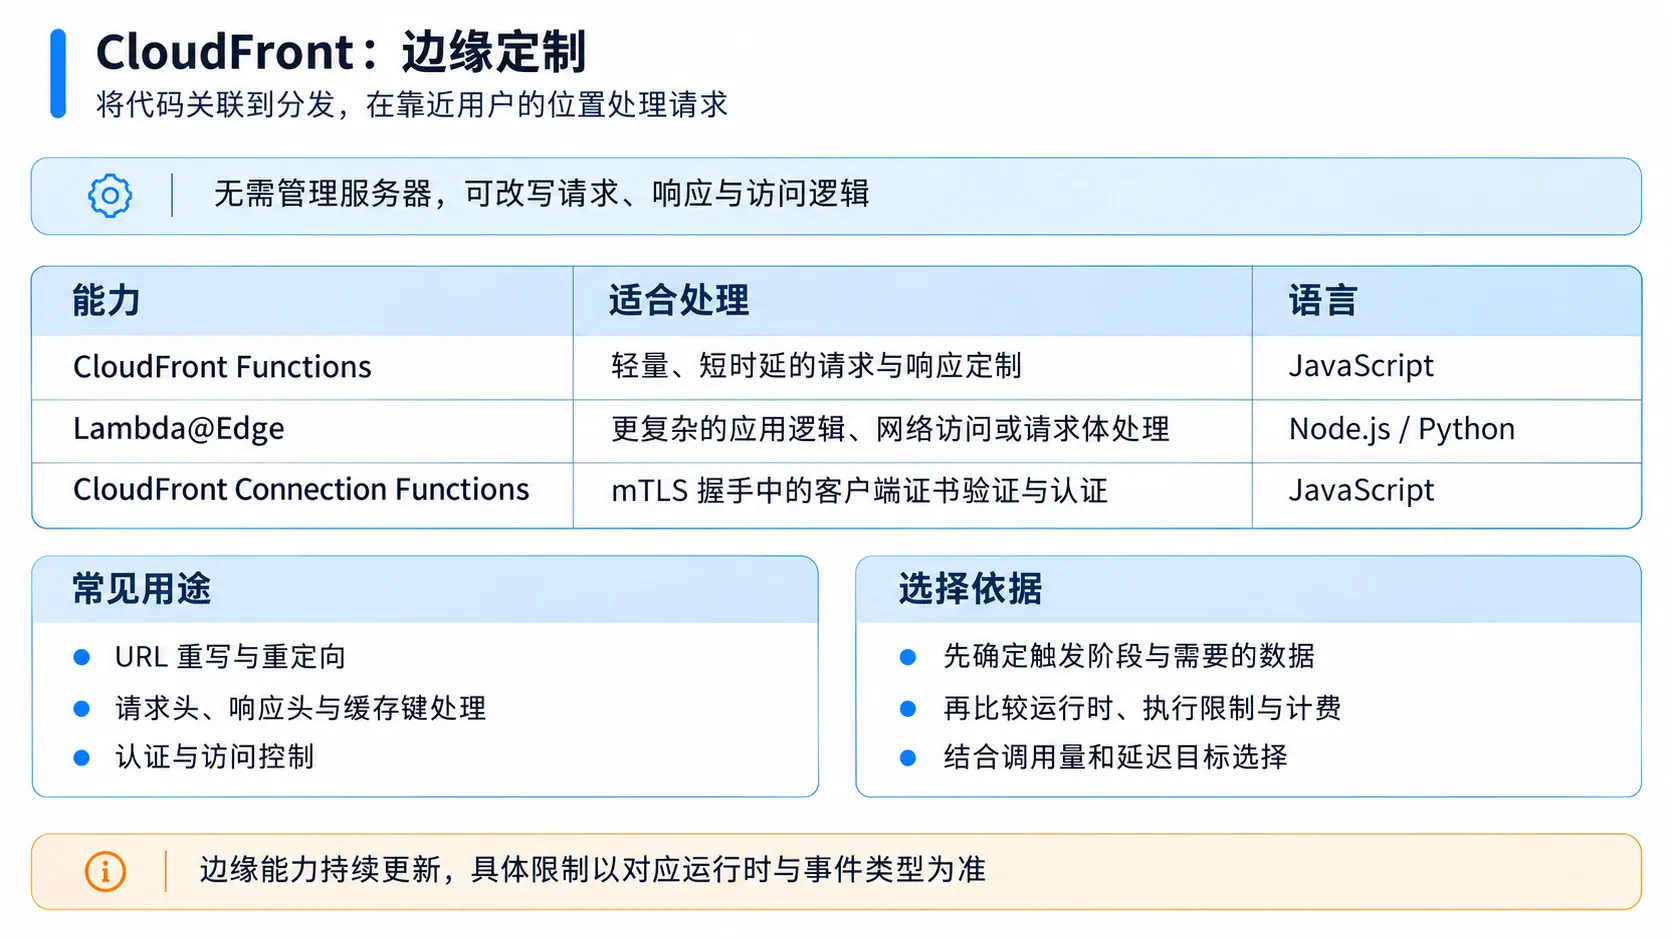 CloudFront：边缘定制
将代码关联到分发，在靠近用户的位置处理请求
无需管理服务器，可改写请求、响应与访问逻辑
能力 适合处理 语言
CloudFront Functions 轻量、短时延的请求与响应定制 JavaScript
Lambda@Edge 更复杂的应用逻辑、网络访问或请求体处理 Node.js / Python
CloudFront Connection Functions mTLS 握手中的客户端证书验证与认证 JavaScript
常见用途
URL 重写与重定向
请求头、响应头与缓存键处理
认证与访问控制
选择依据
先确定触发阶段与需要的数据
再比较运行时、执行限制与计费
结合调用量和延迟目标选择
边缘能力持续更新，具体限制以对应运行时与事件类型为准